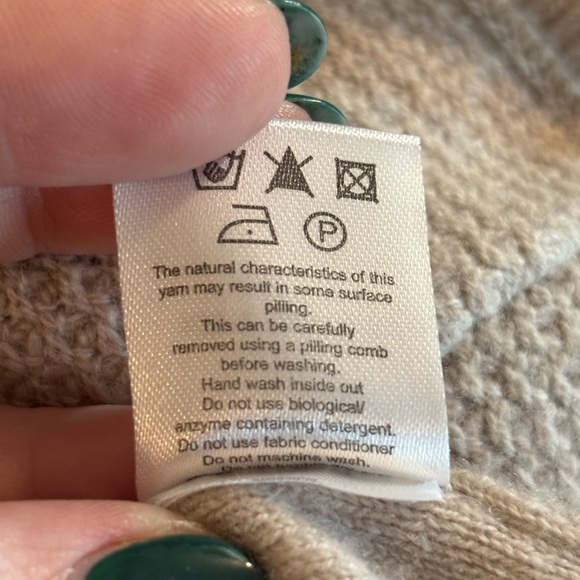 P
The natural characteristics of this
yarn may result in some surface
pilling.
This can be carefully
removed using a pilling comb
before washing.
Hand wash inside out
Do not use biological/
enzyme containing detergent.
Do not use fabric conditioner
Do not machine wash.